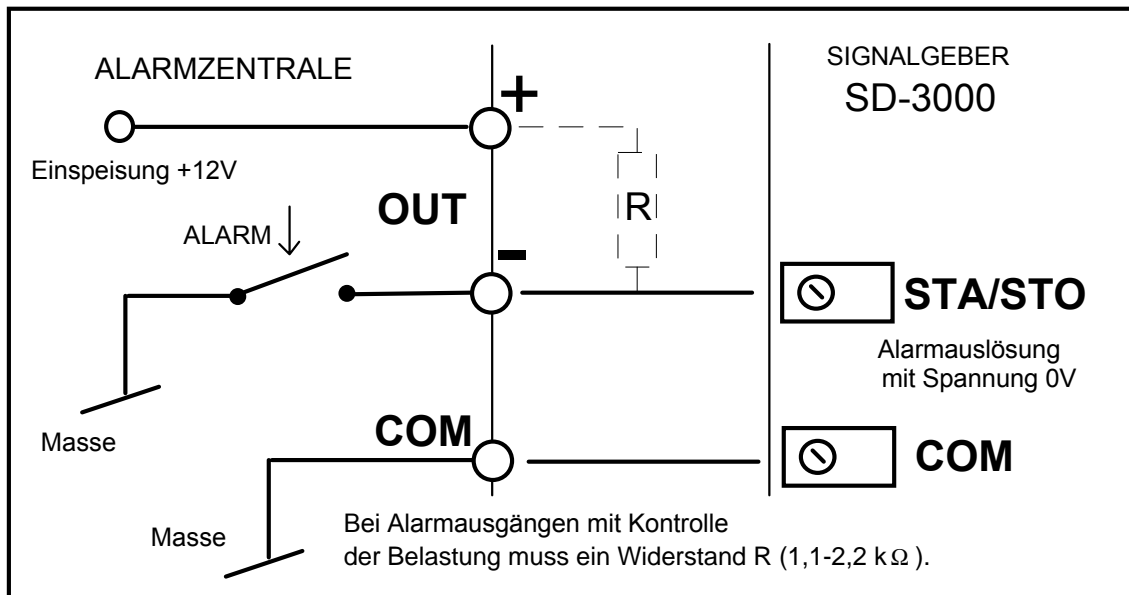 ALARMZENTRALE
SIGNALGEBER
SD-3000
+
Einspeisung +12V
OUT
R
ALARM
-
STA/STO
Alarmauslösung
mit Spannung 0V
Masse
COM
COM
Masse
Bei Alarmausgängen mit Kontrolle
der Belastung muss ein Widerstand R (1,1-2,2 kΩ ).